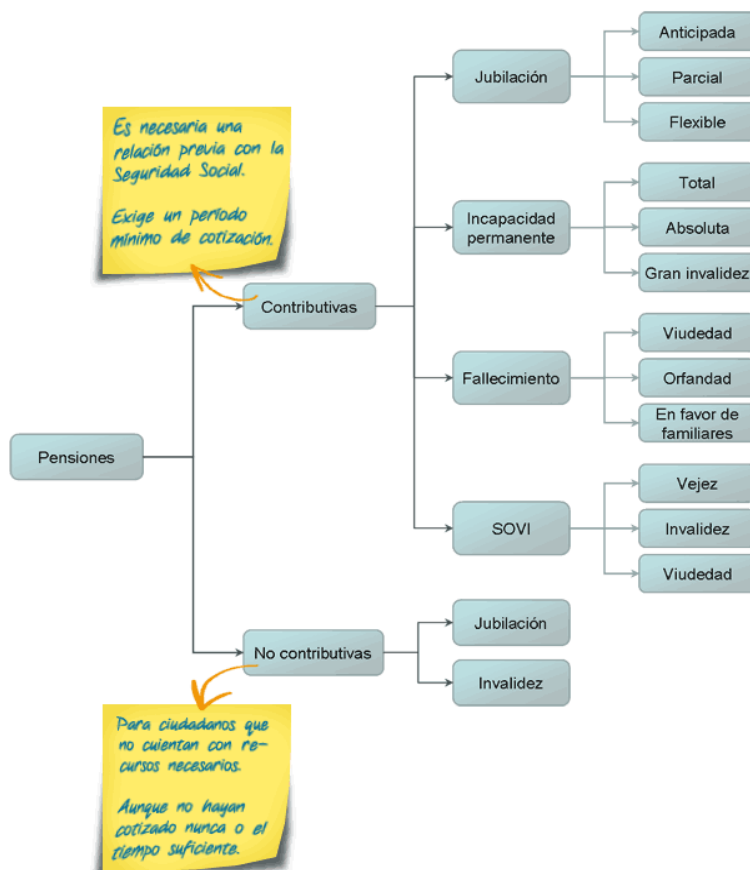 Anticipada
Jubilación
Parcial
Flexible
Es necesaria una
relación previa con la
Seguridad Social.
Exige un período
mínimo de cotización.
Total
Incapacidad
permanente
Absoluta
Gran invalidez
Contributivas
Viudedad
Fallecimiento
Orfandad
En favor de
familiares
Pensiones
Vejez
SOVI
Invalidez
Viudedad
No contributivas
Jubilación
Invalidez
Para ciudadanos que
no cuentan con re-
cursos necesarios.
Aunque no hayan
cotizado nunca o el
tiempo suficiente.